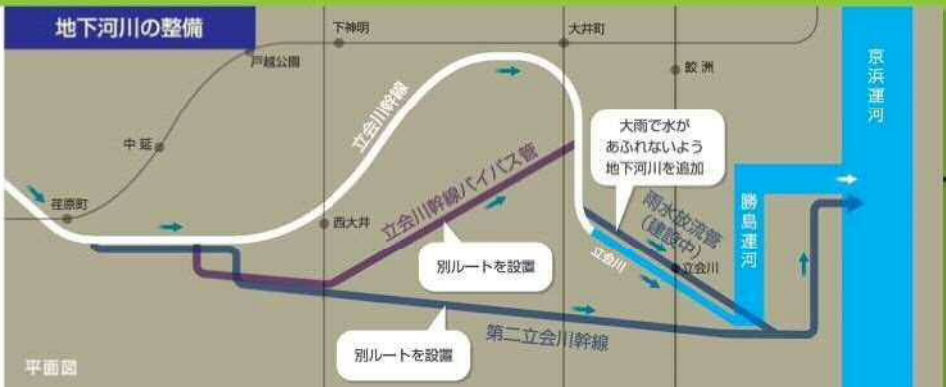 地下河川の整備
下神明
大井町
戸越公園
鮫洲
京浜運河
中延
立会川幹線
大雨で水が
あふれないよう
地下河川を追加
荏原町
西大井
立会川幹線バイパス管
雨水放流管
(建設中)
勝島運河
別ルートを設置
立会川
立会川
第二立会川幹線
別ルートを設置
平面図